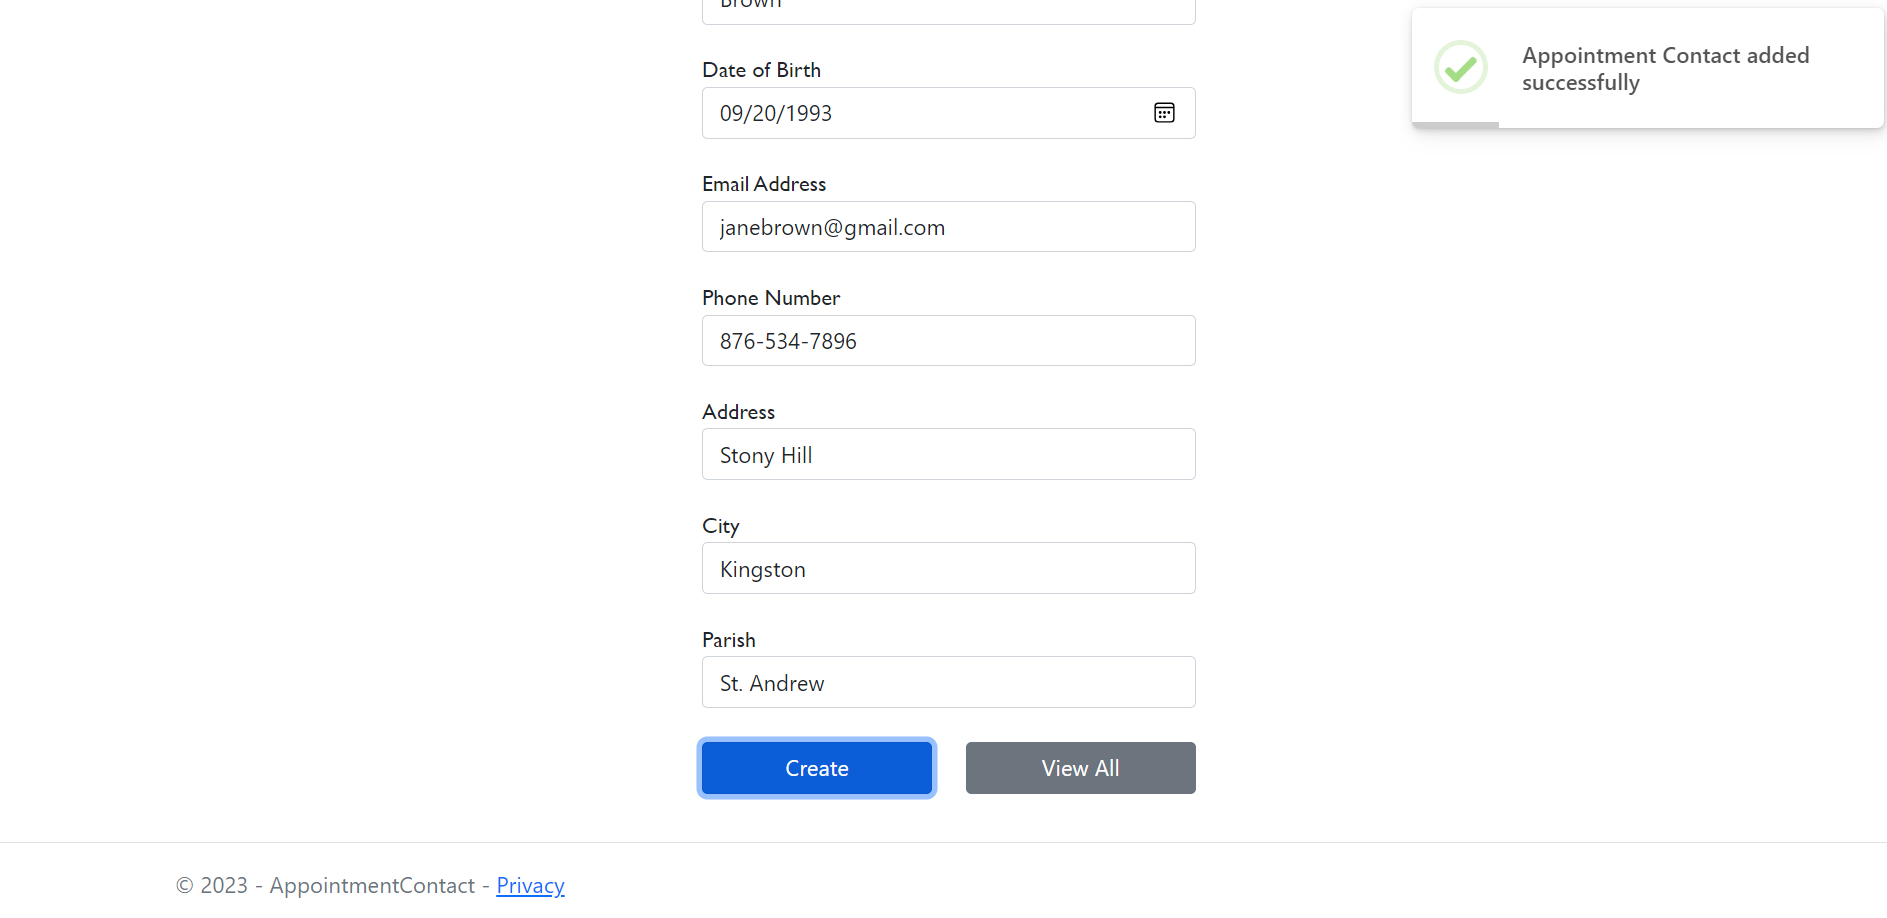 Brown
Appointment Contact added
successfully
Date of Birth
09/20/1993
Email Address
janebrown@gmail.com
Phone Number
876-534-7896
Address
Stony Hill
City
Kingston
Parish
St. Andrew
Create
View All
© 2023 - AppointmentContact - Privacy